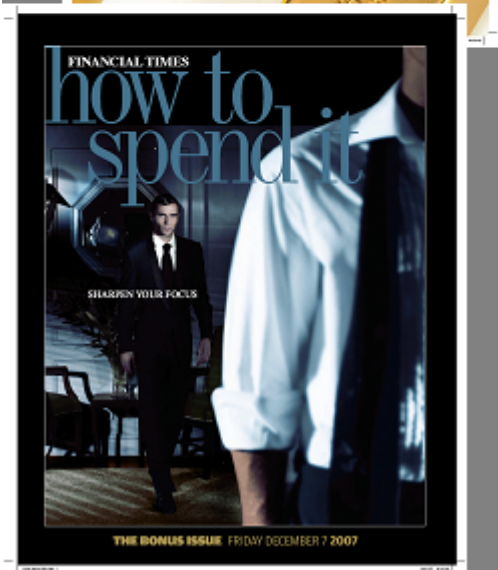 FINANCIAL TIMES
how to
spend it
SHARPEN YOUR FOCUS
THE BONUS ISSUE FRIDAY DECEMBER 7 2007